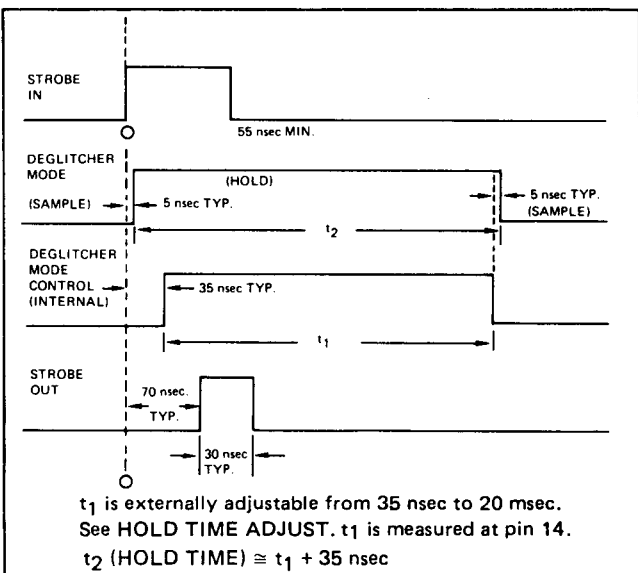 STROBE
IN
55 nsec MIN.
DEGLITCHER
MODE
(HOLD)
(SAMPLE)
5 nsec TYP.
5 nsec TYP.
(SAMPLE)
t2
DEGLITCHER
MODE
CONTROL
(INTERNAL)
35 nsec TYP.
t1
STROBE
OUT
70 nsec.
TYP.
30 nsec
TYP.
t1 is externally adjustable from 35 nsec to 20 msec.
See HOLD TIME ADJUST. t1 is measured at pin 14.
t2 (HOLD TIME) ≅ t1 + 35 nsec